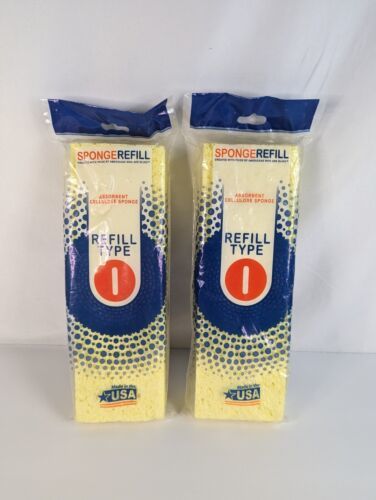 SPONGEREFILL
ABSORBENT
CELLULOSE SPONGE
REFILL
TYPE
I
Made in the
USA
SPONGEREFILL
ABSORBENT
CELLULOSE SPONGE
REFILL
TYPE
I
Made in the
USA